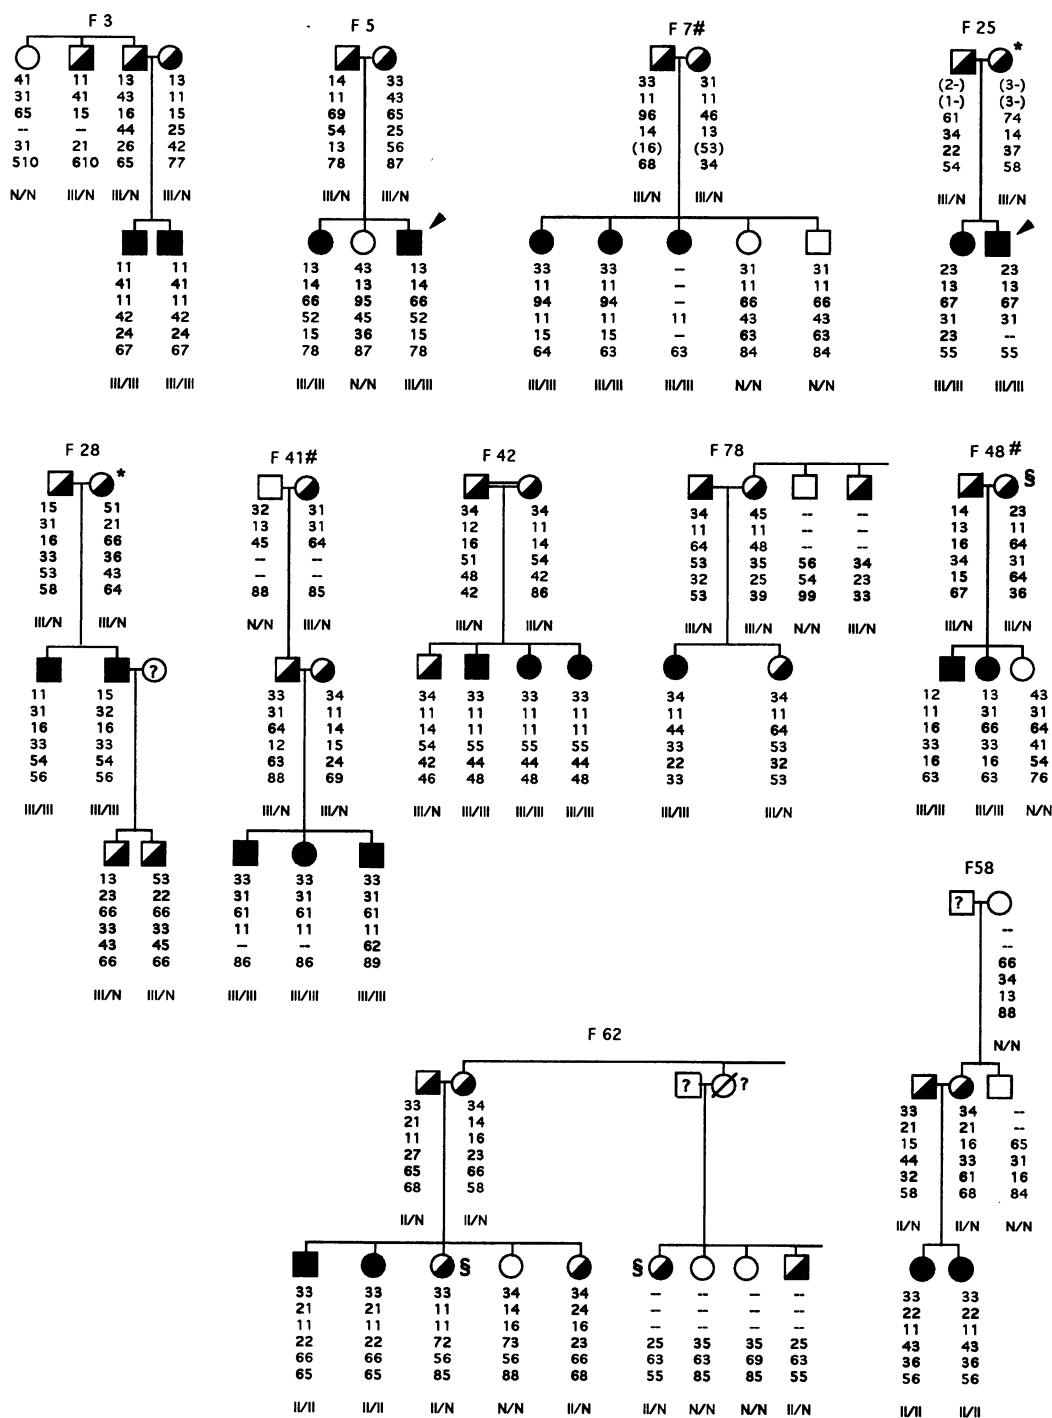 F 3
F 5
F 7#
F 25
*
41 11 13 13
31 41 43 11
65 15 16 15
-- -- 44 25
31 21 26 42
510 610 65 77
N/N III/N III/N III/N
11 11
41 41
11 11
42 42
24 24
67 67
III/III III/III
14 33
11 43
69 65
54 25
13 56
78 87
III/N III/N
13 43 13
14 13 14
66 95 66
52 45 52
15 36 15
78 87 78
III/III N/N III/III
33 31
11 11
96 46
14 13
(16) (53)
68 34
III/N III/N
33 33 - 31 31
11 11 - 11 11
94 94 - 66 66
11 11 11 43 43
15 15 - 63 63
64 63 63 84 84
III/III III/III III/III N/N N/N
(2-) (3-)
(1-) (3-)
61 74
34 14
22 37
54 58
III/N III/N
23 23
13 13
67 67
31 31
23 --
55 55
III/III III/III
F 28
*
15 51
31 21
16 66
33 36
53 43
58 64
III/N III/N
?
11 15
31 32
16 16
33 33
54 54
56 56
III/III III/III
13 53
23 22
66 66
33 33
43 45
66 66
III/N III/N
F 41#
32 31
13 31
45 64
-- --
-- --
88 85
N/N III/N
33 34
31 11
64 14
12 15
63 24
88 69
III/N III/N
33 33 33
31 31 31
61 61 61
11 11 11
-- -- 62
86 86 89
III/III III/III III/III
F 42
34 34
12 11
16 14
51 54
48 42
42 86
III/N III/N
34 33 33 33
11 11 11 11
14 11 11 11
54 55 55 55
42 44 44 44
46 48 48 48
III/N III/III III/III III/III
F 78
34 45 -- --
11 11 -- --
64 48 -- --
53 35 56 34
32 25 54 23
53 39 99 33
III/N III/N N/N III/N
34 34
11 11
44 64
33 53
22 32
33 53
III/III III/N
F 48#
§
14 23
13 11
16 64
34 31
15 64
67 36
III/N III/N
12 13 43
11 31 31
16 66 64
33 33 41
16 16 54
63 63 76
III/III III/III N/N
F58
?
--
--
66
34
13
88
N/N
33 34 --
21 21 --
15 16 65
44 33 31
32 61 16
58 68 84
II/N II/N N/N
33 33
22 22
11 11
43 43
36 36
56 56
II/II II/II
F 62
? ?
33 34
21 14
11 16
27 23
65 66
68 58
II/N II/N
§ §
33 33 33 34 34
21 21 11 14 24
11 11 11 16 16
22 22 72 73 23
66 66 56 56 66
65 65 85 88 68
II/II II/II II/N N/N II/N
-- -- -- --
-- -- -- --
-- -- -- --
25 35 35 25
63 63 69 63
55 85 85 55
II/N N/N N/N II/N